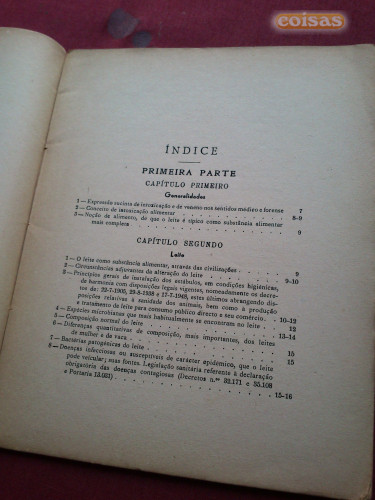 coisas
ÍNDICE
PRIMEIRA PARTE
CAPÍTULO PRIMEIRO
Generalidades
1 — Expressão sucinta de intoxicação e de veneno nos sentidos médico e forense 7
2 — Conceito de intoxicação alimentar 8-9
3 — Noção de alimento, de que o leite é típico como substância alimentar
mais completa 9
CAPÍTULO SEGUNDO
Leite
1 — O leite como substância alimentar, através das civilizações 9
2 — Circunstâncias adjuvantes da alteração do leite 9-10
3 — Princípios gerais de instalação dos estábulos, em condições higiénicas,
de harmonia com disposições legais vigentes, nomeadamente os decre-
tos de: 22-7-1905, 23-8-1938 e 17-7-1903, estes últimos abrangendo dis-
posições relativas à sanidade dos animais, bem como à produção
e tratamento do leite para consumo público directo e seu comércio. 10-12
4 — Espécies microbianas que mais habitualmente se encontram no leite 12
5 — Composição normal do leite 13-14
6 — Diferenças quantitativas de composição, mais importantes, dos leites
de mulher e da vaca 15
7 — Bactérias patogénicas do leite 15
8 — Doenças infecciosas ou susceptíveis de carácter epidémico, que o leite
pode veicular; suas fontes. Legislação sanitária referente à declaração
obrigatória das doenças contagiosas (Decretos n.os 32.171 e 35.108
e Portaria 13.031) 15-16